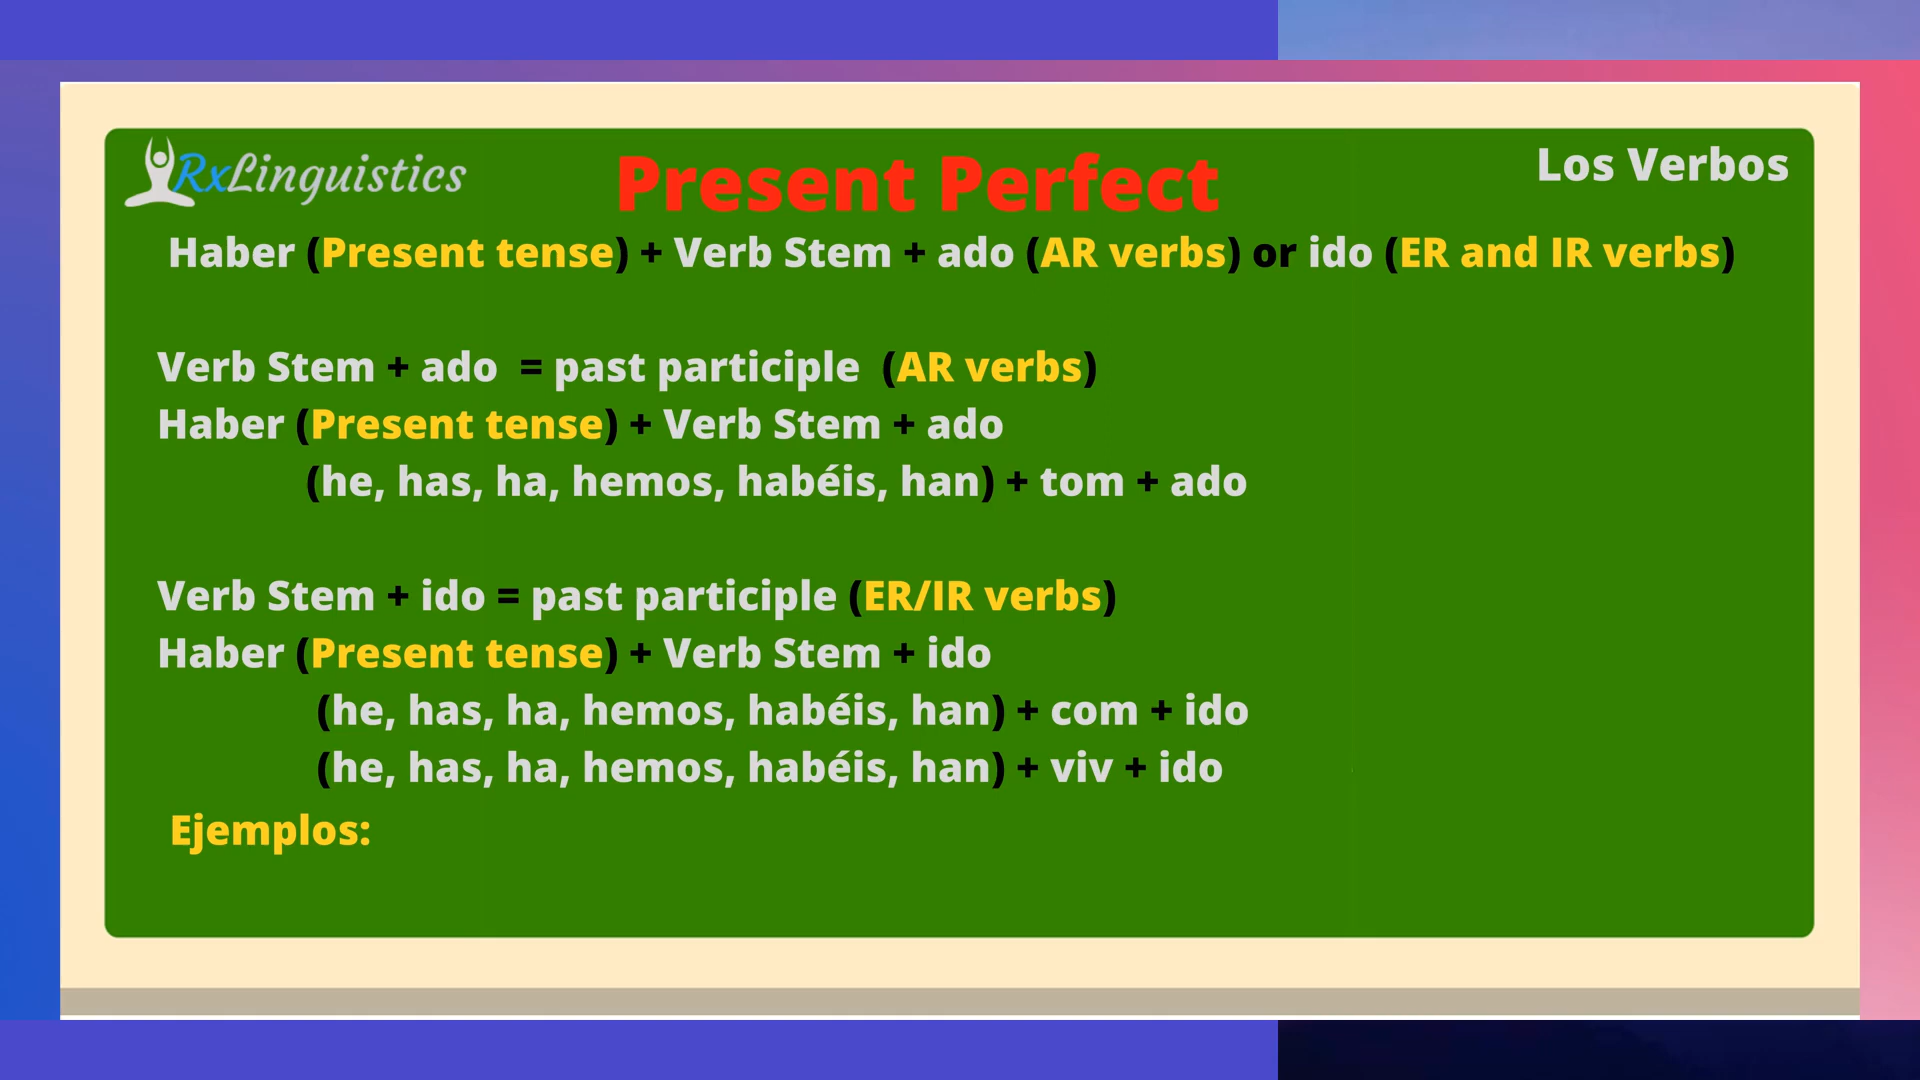 RxLinguistics
Present Perfect
Los Verbos
Haber (Present tense) + Verb Stem + ado (AR verbs) or ido (ER and IR verbs)
Verb Stem + ado = past participle (AR verbs)
Haber (Present tense) + Verb Stem + ado
(he, has, ha, hemos, habéis, han) + tom + ado
Verb Stem + ido = past participle (ER/IR verbs)
Haber (Present tense) + Verb Stem + ido
(he, has, ha, hemos, habéis, han) + com + ido
(he, has, ha, hemos, habéis, han) + viv + ido
Ejemplos: